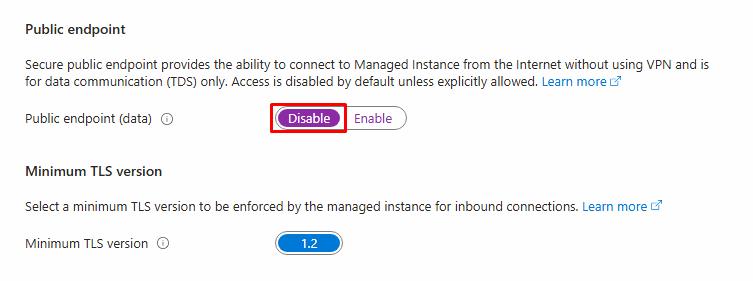 Public endpoint
Secure public endpoint provides the ability to connect to Managed Instance from the Internet without using VPN and is
for data communication (TDS) only. Access is disabled by default unless explicitly allowed. Learn more
Public endpoint (data) Disable Enable
Minimum TLS version
Select a minimum TLS version to be enforced by the managed instance for inbound connections. Learn more
Minimum TLS version 1.2